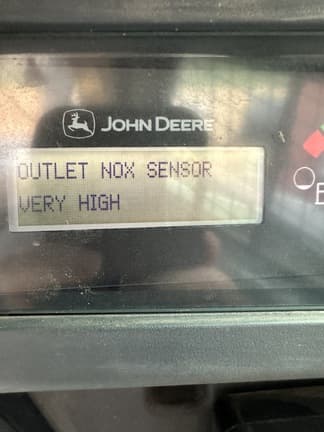 JOHN DEERE
OUTLET NOX SENSOR
VERY HIGH